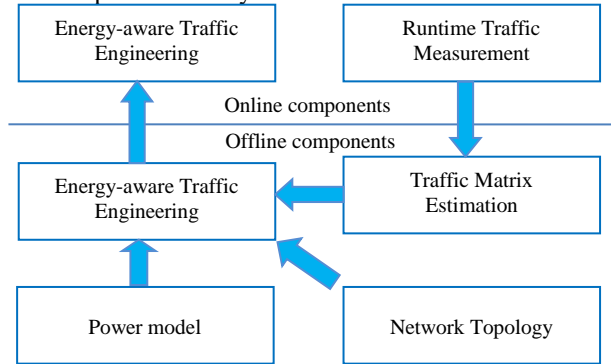 Energy-aware Traffic
Engineering
Runtime Traffic
Measurement
Online components
Offline components
Energy-aware Traffic
Engineering
Traffic Matrix
Estimation
Power model
Network Topology